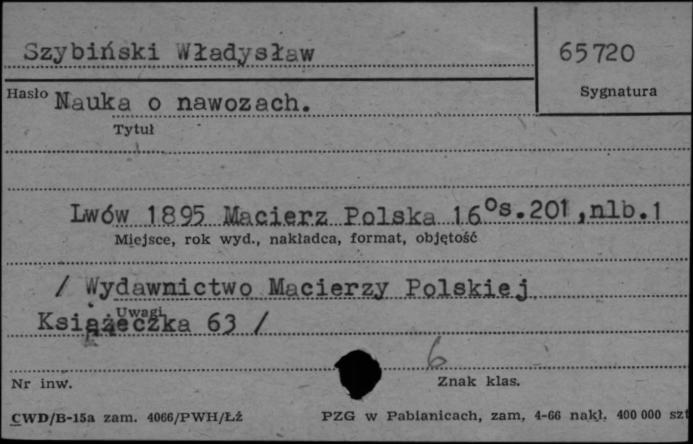 Szybiński Władysław
65720
Sygnatura
Hasło Nauka o nawozach.
Tytuł
Lwów 1895 Macierz Polska 16°s.201,nlb.1
Miejsce, rok wyd., nakładca, format, objętość
/ Wydawnictwo Macierzy Polskiej
Uwagi
Książeczka 63 /
6
Nr inw.
Znak klas.
CWD/B-15a zam. 4066/PWH/Łż
PZG w Pabianicach, zam, 4-66 nakł. 400 000 szt